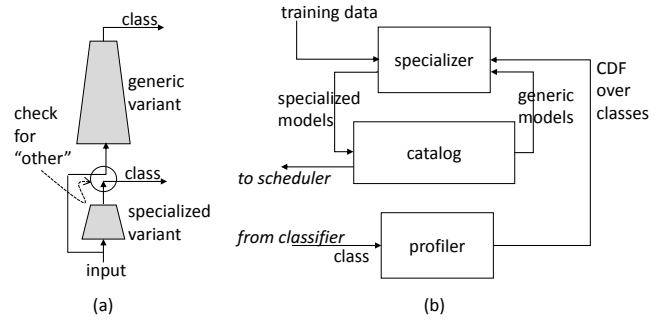 class
generic
variant
check
for
"other"
class
specialized
variant
input
(a)
training data
specializer
CDF
over
classes
specialized
models
generic
models
catalog
to scheduler
from classifier
class
profiler
(b)